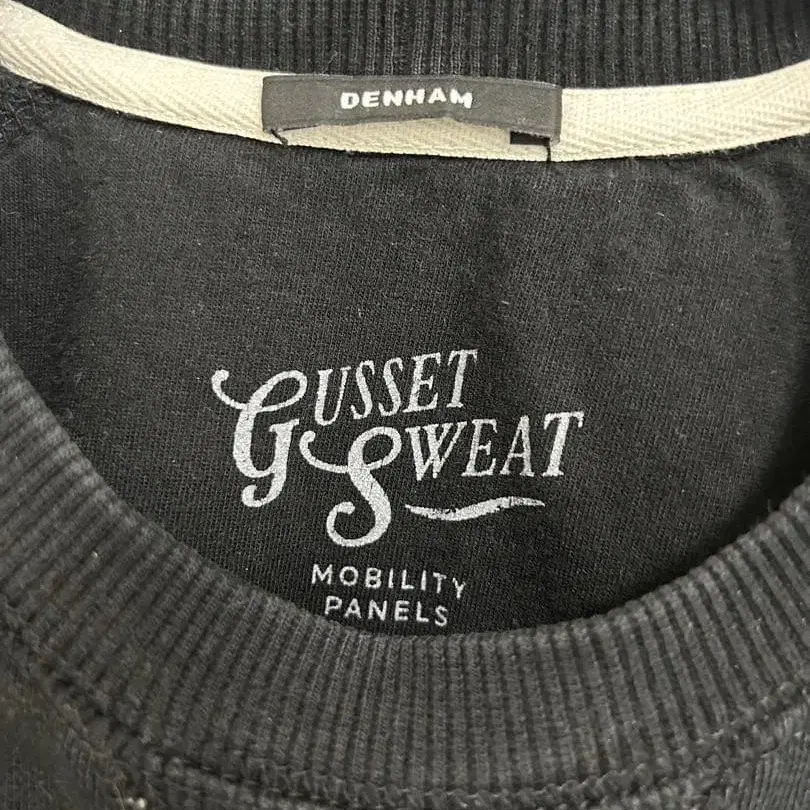 DENHAM
GUSSET
SWEAT
MOBILITY
PANELS